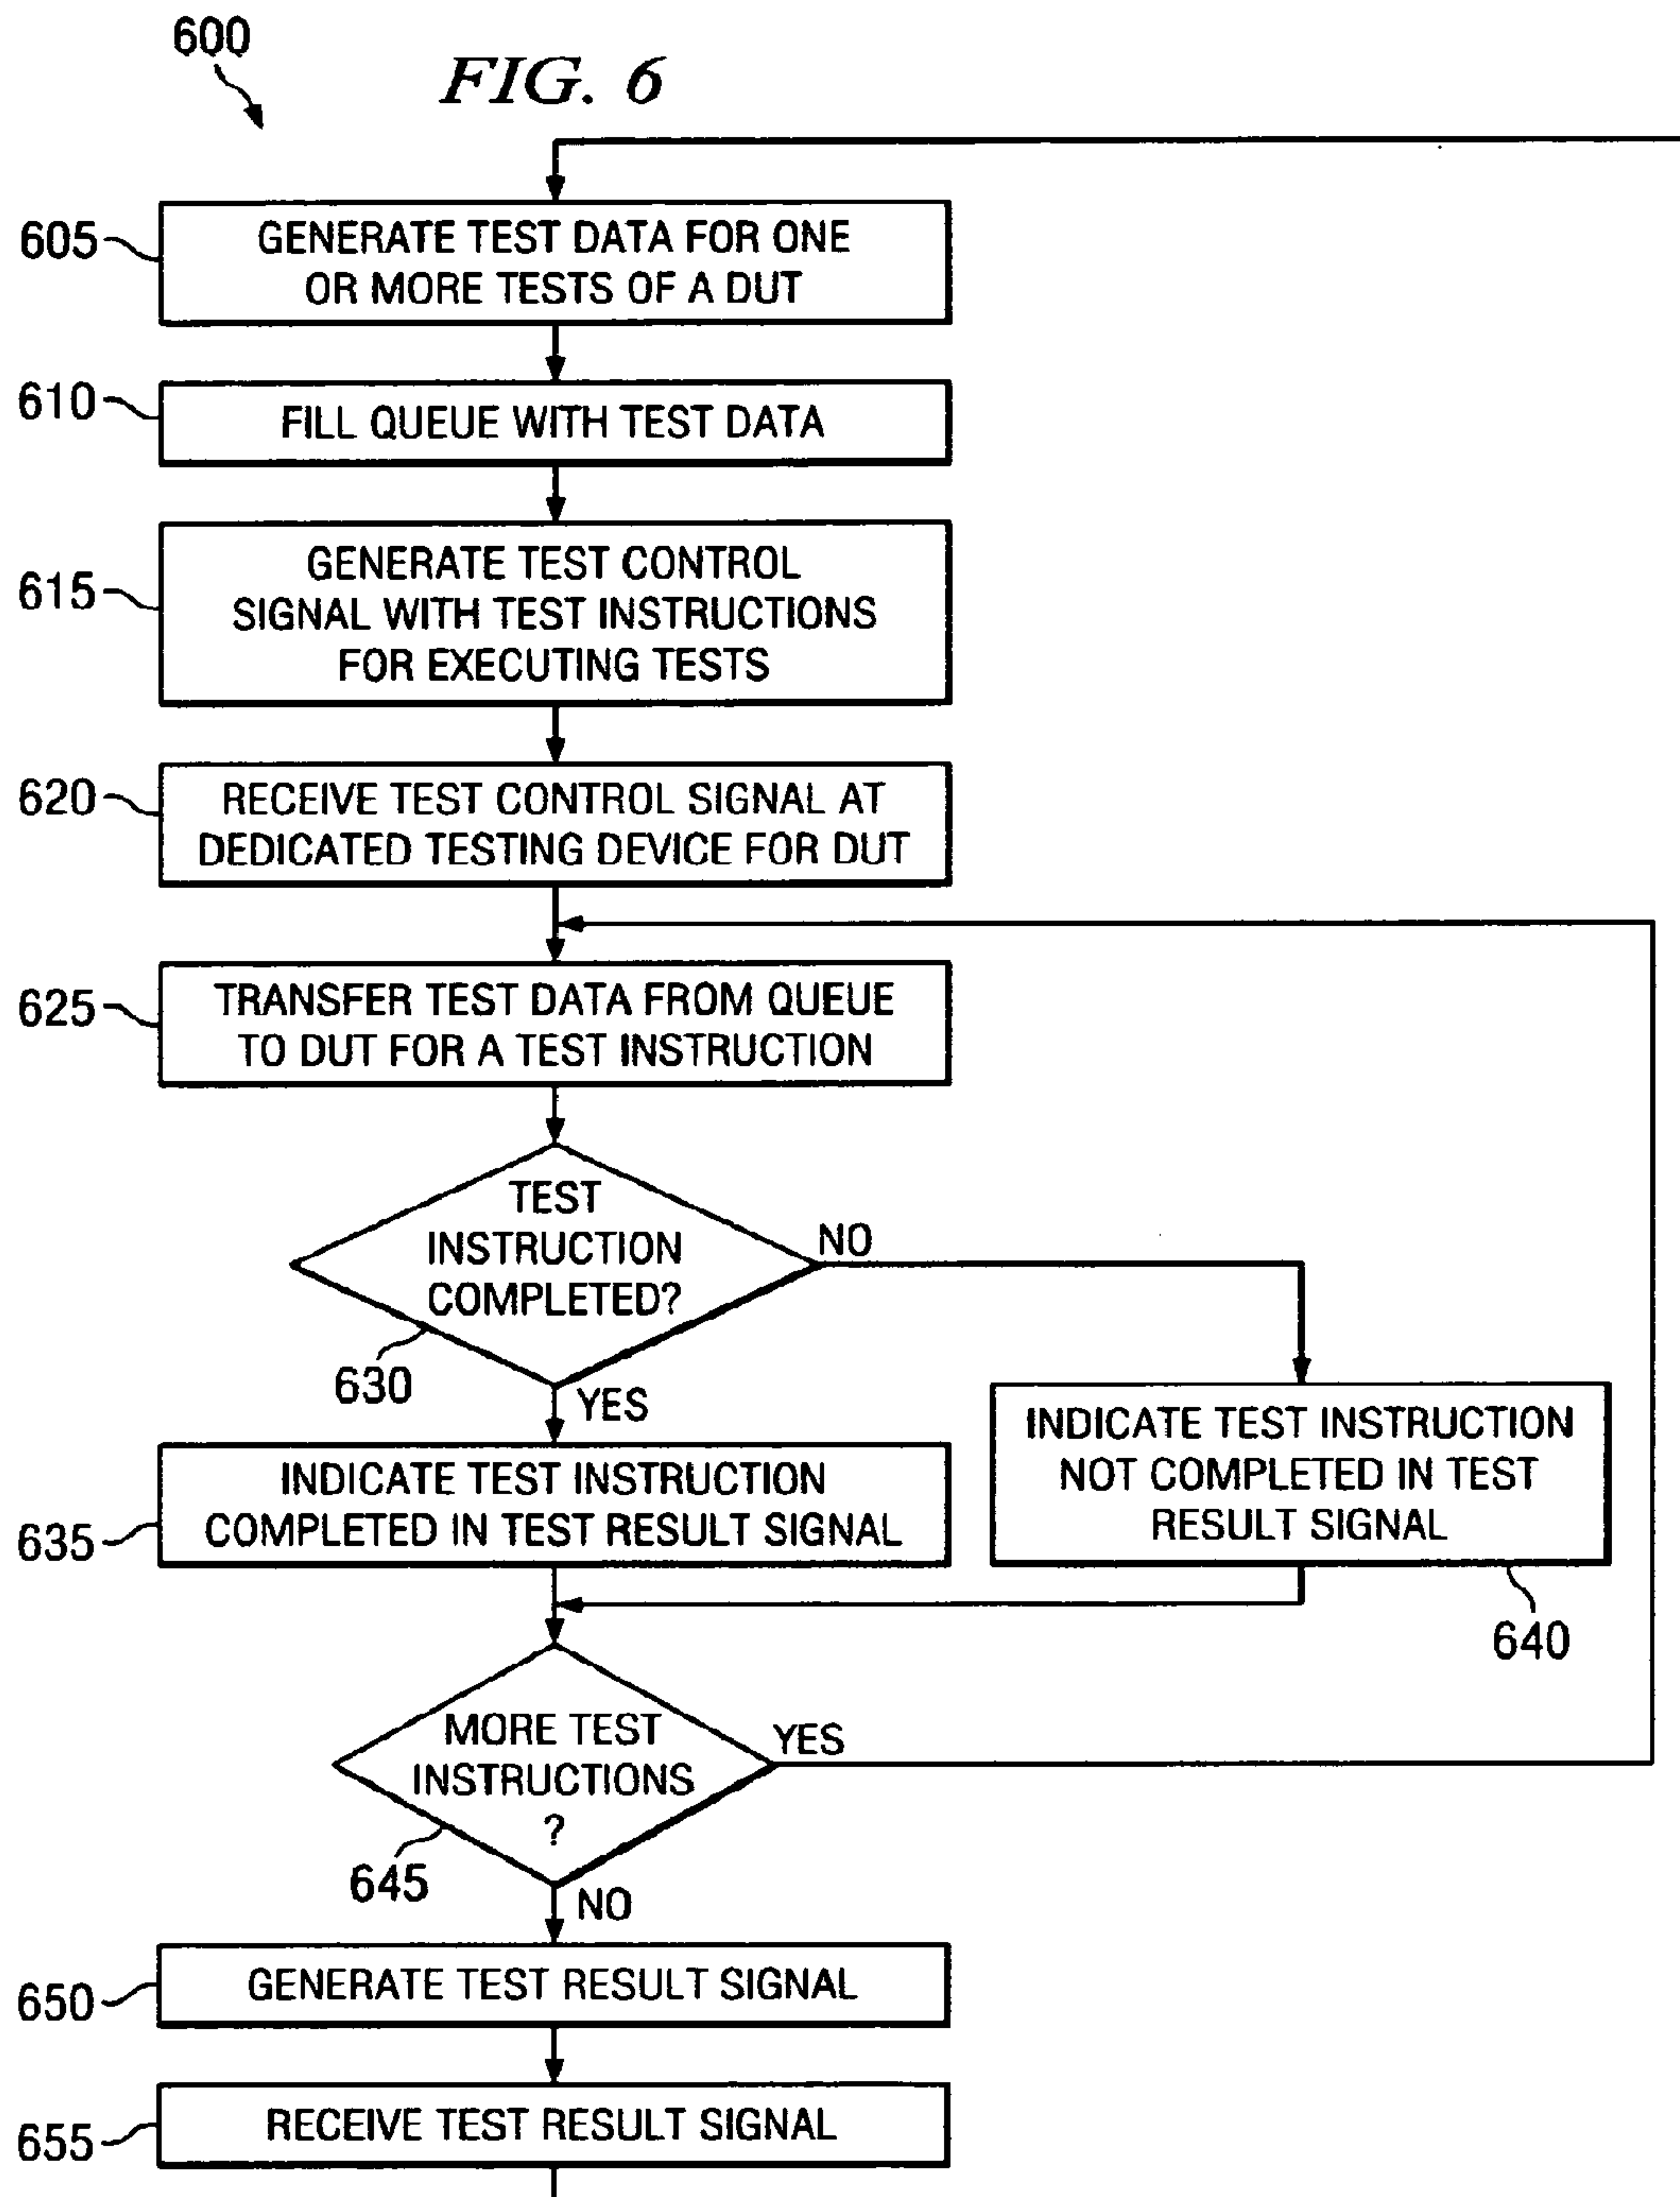 600
FIG. 6
605
GENERATE TEST DATA FOR ONE
OR MORE TESTS OF A DUT
610
FILL QUEUE WITH TEST DATA
615
GENERATE TEST CONTROL
SIGNAL WITH TEST INSTRUCTIONS
FOR EXECUTING TESTS
620
RECEIVE TEST CONTROL SIGNAL AT
DEDICATED TESTING DEVICE FOR DUT
625
TRANSFER TEST DATA FROM QUEUE
TO DUT FOR A TEST INSTRUCTION
TEST
INSTRUCTION
COMPLETED?
NO
630
YES
635
INDICATE TEST INSTRUCTION
COMPLETED IN TEST RESULT SIGNAL
INDICATE TEST INSTRUCTION
NOT COMPLETED IN TEST
RESULT SIGNAL
640
MORE TEST
INSTRUCTIONS
?
YES
645
NO
650
GENERATE TEST RESULT SIGNAL
655
RECEIVE TEST RESULT SIGNAL